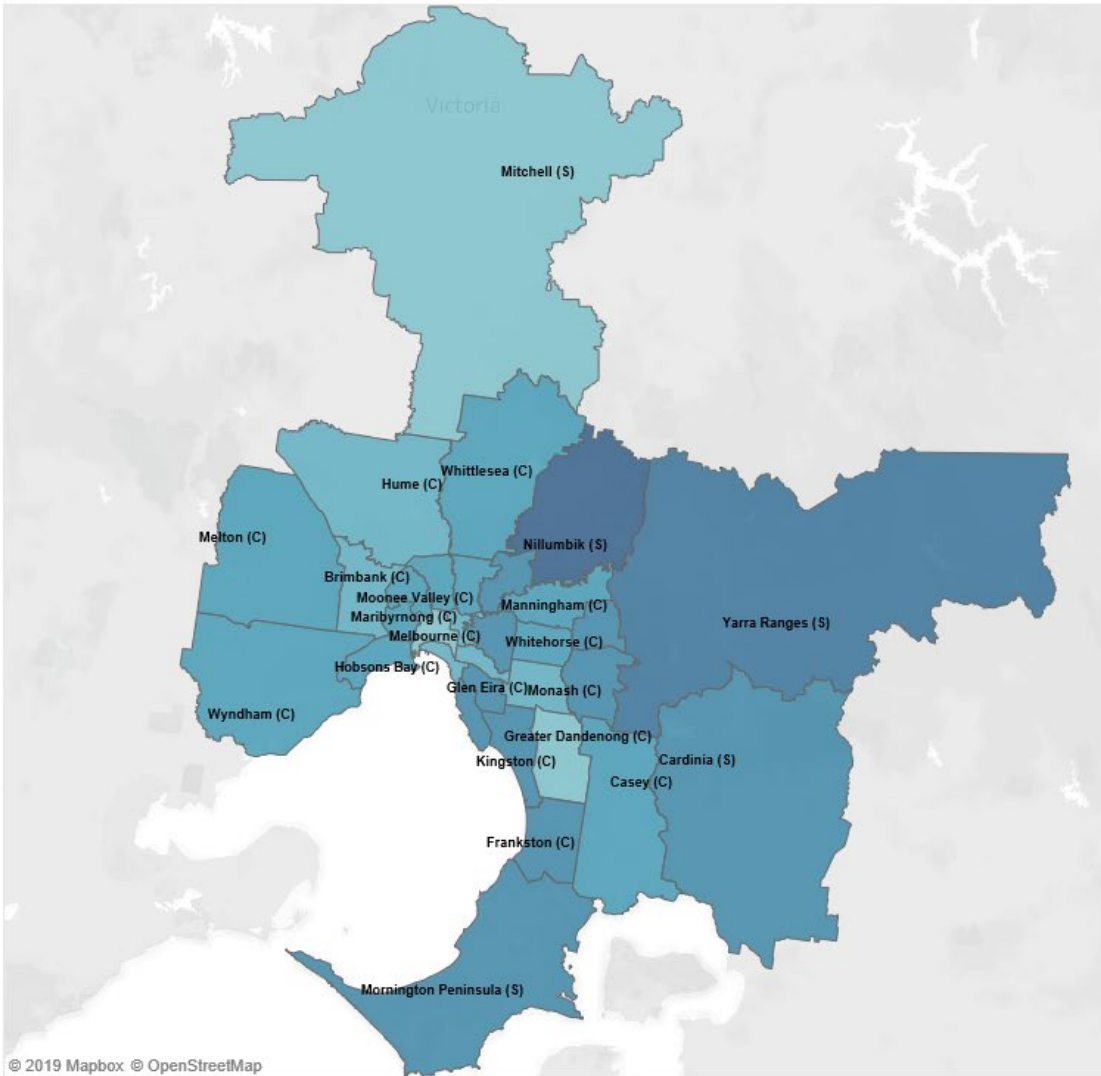 Victoria
Mitchell (S)
Whittlesea (C)
Hume (C)
Melton (C)
Nillumbik (S)
Brimbank (C)
Moonee Valley (C)
Manningham (C)
Maribyrnong (C)
Yarra Ranges (S)
Melbourne (C)
Whitehorse (C)
Hobsons Bay (C)
Glen Eira (C)
Monash (C)
Wyndham (C)
Greater Dandenong (C)
Kingston (C)
Cardinia (S)
Casey (C)
Frankston (C)
Mornington Peninsula (S)
© 2019 Mapbox © OpenStreetMap